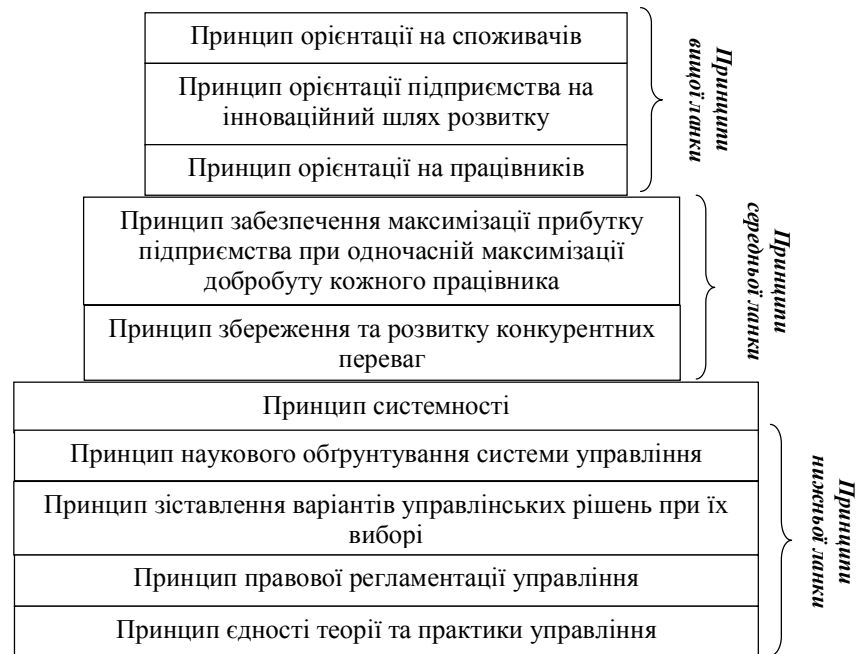 Принцип орієнтації на споживачів
Принцип орієнтації підприємства на
інноваційний шлях розвитку
Принцип орієнтації на працівників
Принципи
вищої ланки
Принцип забезпечення максимізації прибутку
підприємства при одночасній максимізації
добробуту кожного працівника
Принцип збереження та розвитку конкурентних
переваг
Принципи
середньої ланки
Принцип системності
Принцип наукового обґрунтування системи управління
Принцип зіставлення варіантів управлінських рішень при їх
виборі
Принцип правової регламентації управління
Принцип єдності теорії та практики управління
Принципи
нижньої ланки